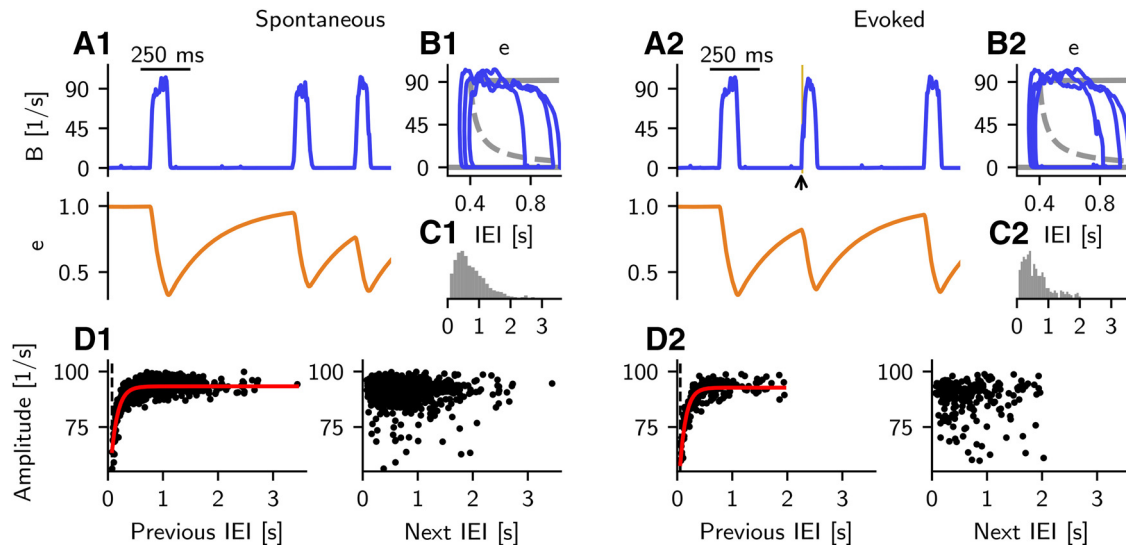 Spontaneous
Evoked
A1
250 ms
B1
e
A2
250 ms
B2
e
B [1/s]
90
45
0
90
45
0
0.4
0.8
90
45
0
90
45
0
0.4
0.8
e
1.0
0.5
C1
IEI [s]
0
1
2
3
1.0
0.5
C2
IEI [s]
0
1
2
3
D1
Amplitude [1/s]
100
75
0
1
2
3
Previous IEI [s]
100
75
0
1
2
3
Next IEI [s]
D2
100
75
0
1
2
3
Previous IEI [s]
100
75
0
1
2
3
Next IEI [s]